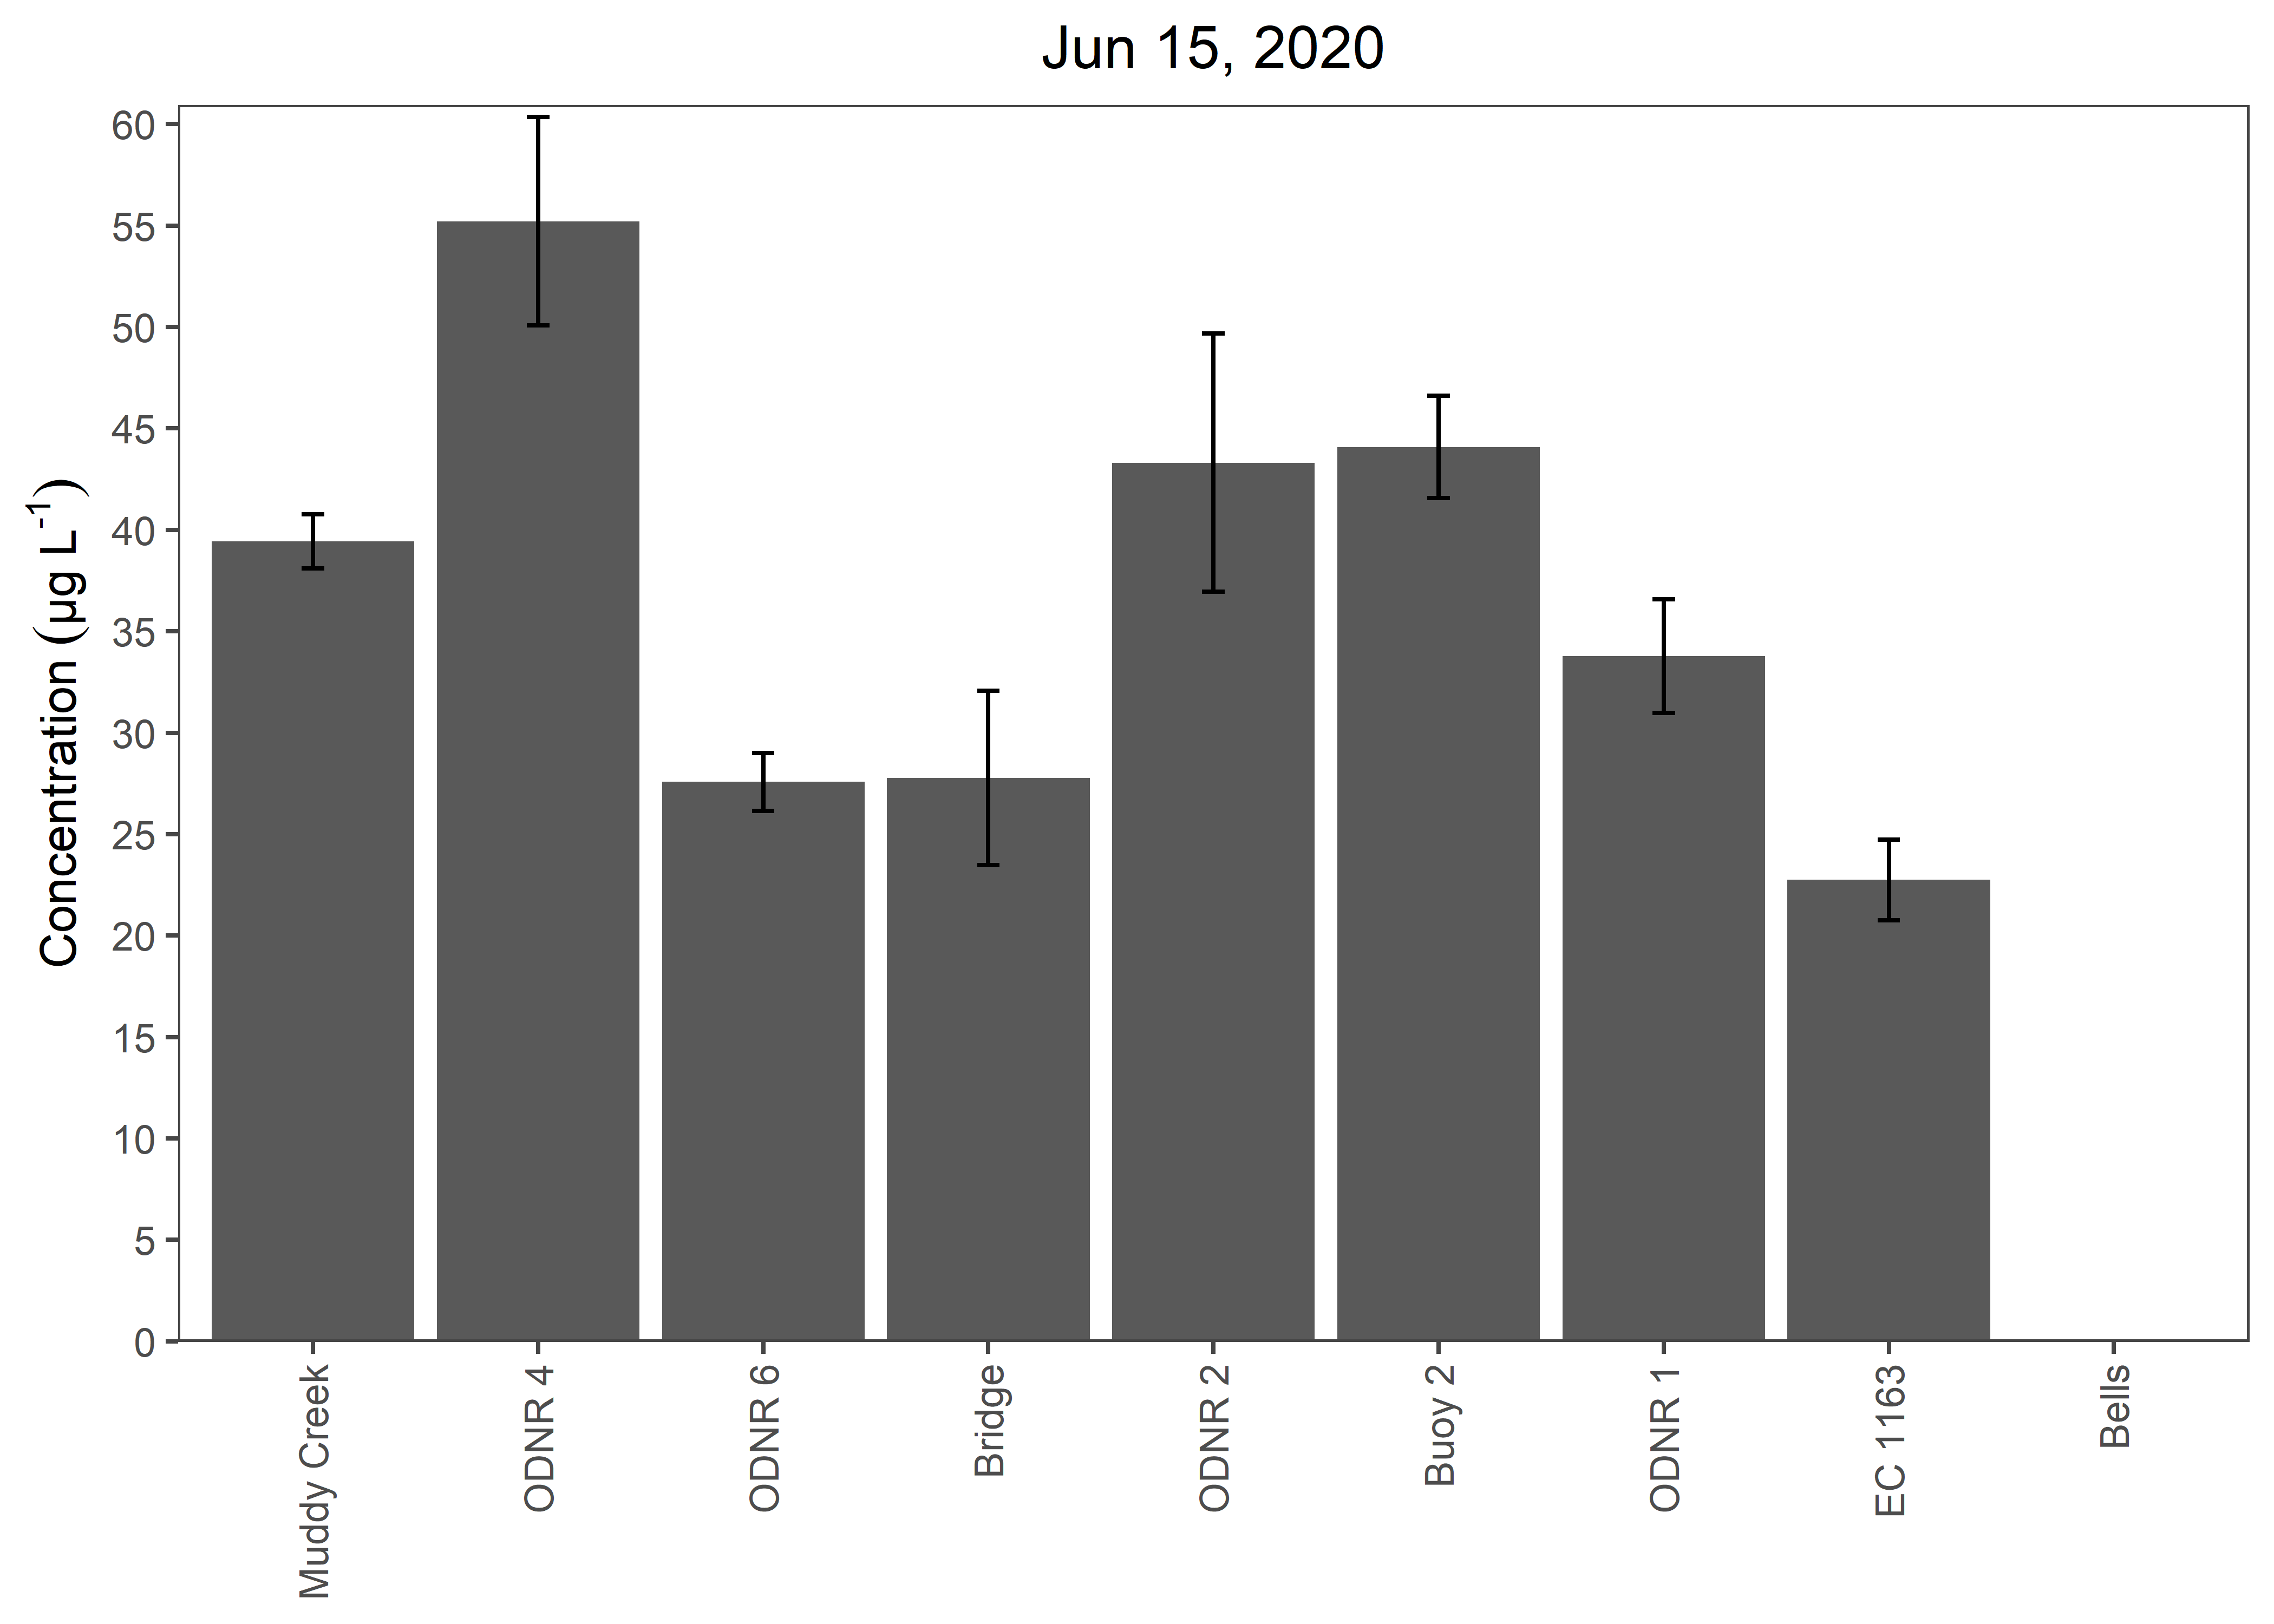 Jun 15, 2020
Concentration (µg L⁻¹)
60
55
50
45
40
35
30
25
20
15
10
5
0
Muddy Creek
ODNR 4
ODNR 6
Bridge
ODNR 2
Buoy 2
ODNR 1
EC 1163
Bells